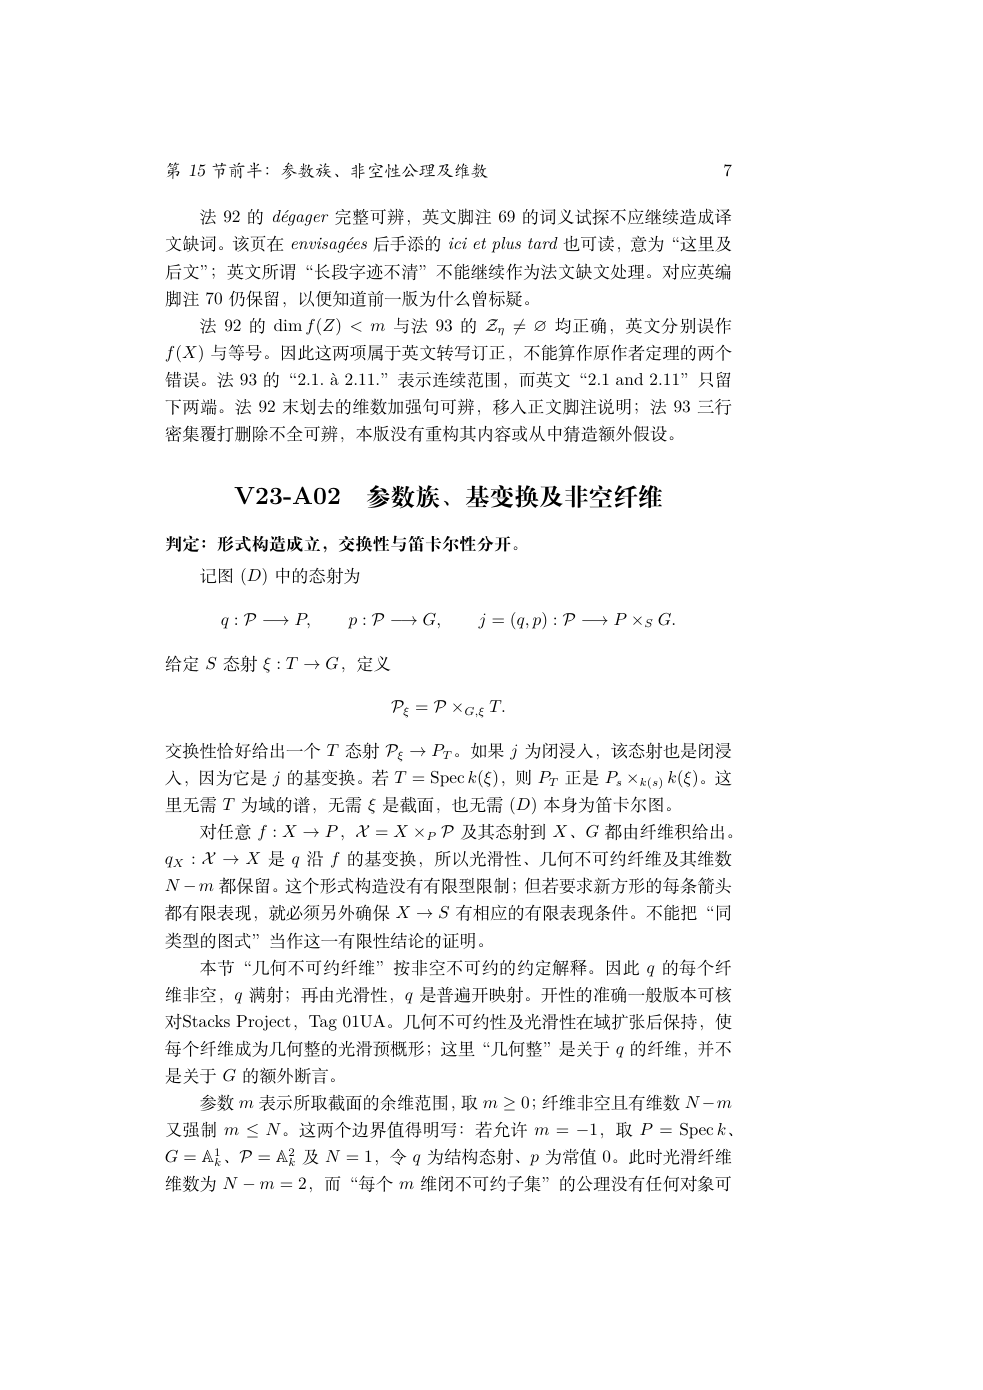 第 15 节前半：参数族、非空性公理及维数 7
法 92 的 dégager 完整可辨，英文脚注 69 的词义试探不应继续造成译
文缺词。该页在 envisagées 后手添的 ici et plus tard 也可读，意为“这里及
后文”；英文所谓“长段字迹不清”不能继续作为法文缺文处理。对应英编
脚注 70 仍保留，以便知道前一版为什么曾标疑。
法 92 的 dim f(Z) < m 与法 93 的 𝒵_η ≠ ∅ 均正确，英文分别误作
f(X) 与等号。因此这两项属于英文转写订正，不能算作原作者定理的两个
错误。法 93 的“2.1. à 2.11.”表示连续范围，而英文“2.1 and 2.11”只留
下两端。法 92 末划去的维数加强句可辨，移入正文脚注说明；法 93 三行
密集覆打删除不全可辨，本版没有重构其内容或从中猜造额外假设。
V23-A02 参数族、基变换及非空纤维
判定：形式构造成立，交换性与笛卡尔性分开。
记图 (D) 中的态射为
q : 𝒫 ⟶ P, p : 𝒫 ⟶ G, j = (q, p) : 𝒫 ⟶ P ×_S G.
给定 S 态射 ξ : T → G，定义
𝒫_ξ = 𝒫 ×_{G,ξ} T.
交换性恰好给出一个 T 态射 𝒫_ξ → P_T。如果 j 为闭浸入，该态射也是闭浸
入，因为它是 j 的基变换。若 T = Spec k(ξ)，则 P_T 正是 P_s ×_{k(s)} k(ξ)。这
里无需 T 为域的谱，无需 ξ 是截面，也无需 (D) 本身为笛卡尔图。
对任意 f : X → P，𝒳 = X ×_P 𝒫 及其态射到 X、G 都由纤维积给出。
q_X : 𝒳 → X 是 q 沿 f 的基变换，所以光滑性、几何不可约纤维及其维数
N − m 都保留。这个形式构造没有有限型限制；但若要求新方形的每条箭头
都有限表现，就必须另外确保 X → S 有相应的有限表现条件。不能把“同
类型的图式”当作这一有限性结论的证明。
本节“几何不可约纤维”按非空不可约的约定解释。因此 q 的每个纤
维非空，q 满射；再由光滑性，q 是普遍开映射。开性的准确一般版本可核
对Stacks Project，Tag 01UA。几何不可约性及光滑性在域扩张后保持，使
每个纤维成为几何整的光滑预概形；这里“几何整”是关于 q 的纤维，并不
是关于 G 的额外断言。
参数 m 表示所取截面的余维范围，取 m ≥ 0；纤维非空且有维数 N − m
又强制 m ≤ N。这两个边界值得明写：若允许 m = −1，取 P = Spec k、
G = 𝔸¹_k、𝒫 = 𝔸²_k 及 N = 1，令 q 为结构态射、p 为常值 0。此时光滑纤维
维数为 N − m = 2，而“每个 m 维闭不可约子集”的公理没有任何对象可